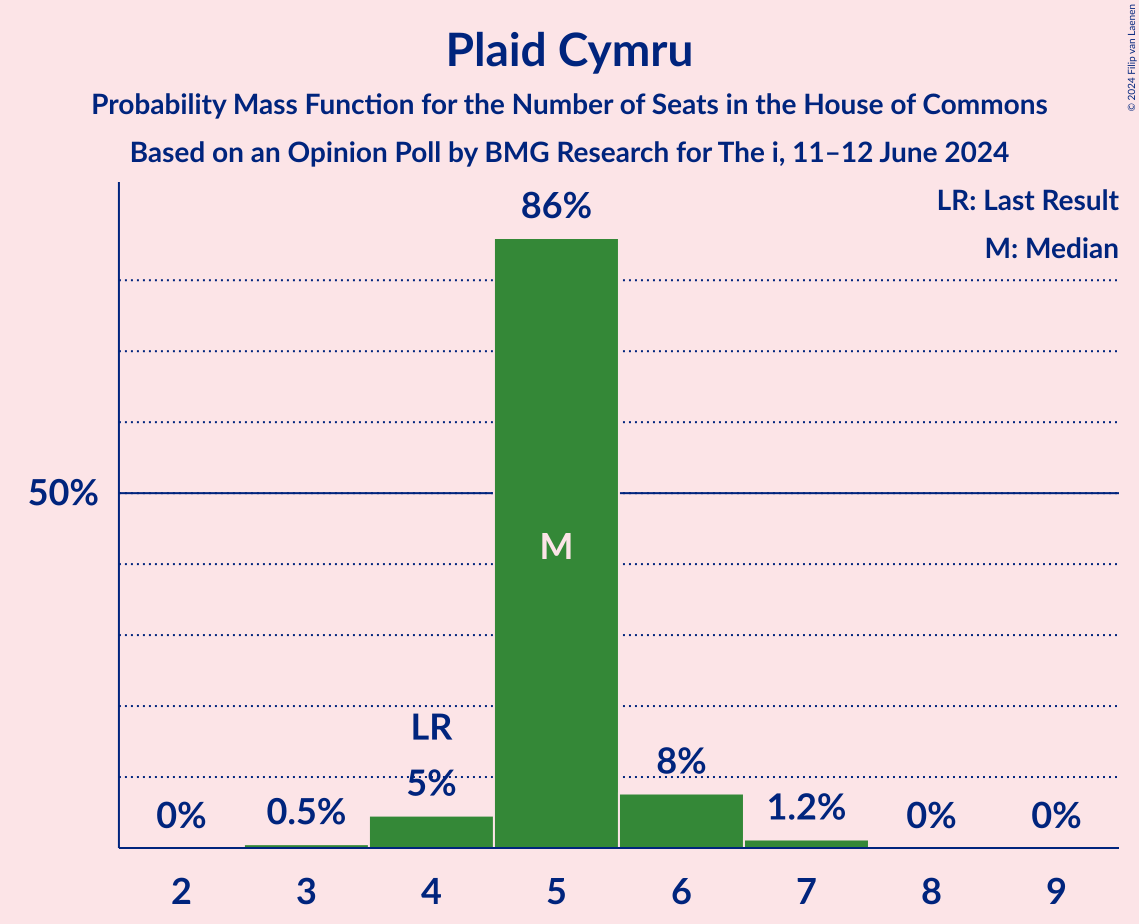 Plaid Cymru
Probability Mass Function for the Number of Seats in the House of Commons
Based on an Opinion Poll by BMG Research for The i, 11–12 June 2024
© 2024 Filip van Laenen
LR: Last Result
M: Median
86%
50%
M
LR
5%
8%
0%
0.5%
1.2%
0%
0%
2 3 4 5 6 7 8 9